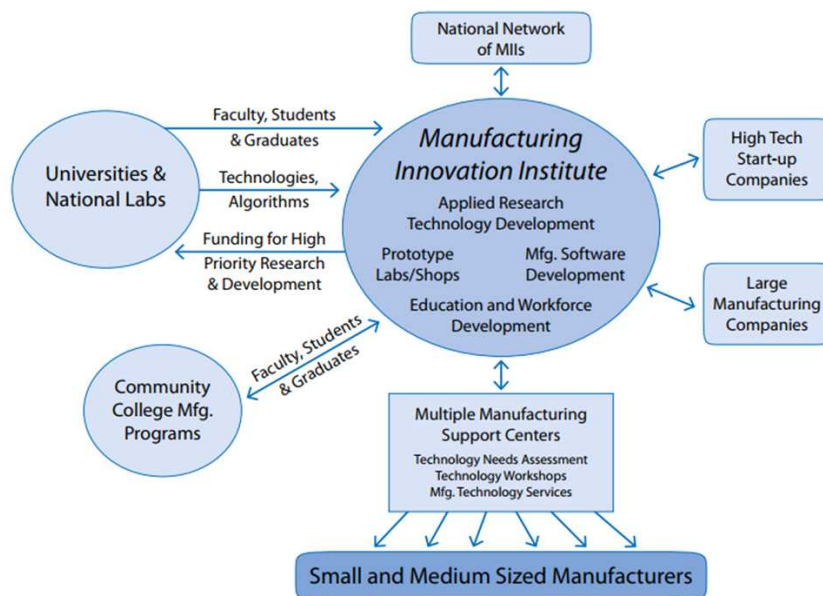 National Network
of MIIs
Faculty, Students
& Graduates
Universities &
National Labs
Technologies,
Algorithms
Funding for High
Priority Research
& Development
Manufacturing
Innovation Institute
Applied Research
Technology Development
Prototype
Labs/Shops
Mfg. Software
Development
Education and Workforce
Development
High Tech
Start-up
Companies
Large
Manufacturing
Companies
Faculty, Students
& Graduates
Community
College Mfg.
Programs
Multiple Manufacturing
Support Centers
Technology Needs Assessment
Technology Workshops
Mfg. Technology Services
Small and Medium Sized Manufacturers